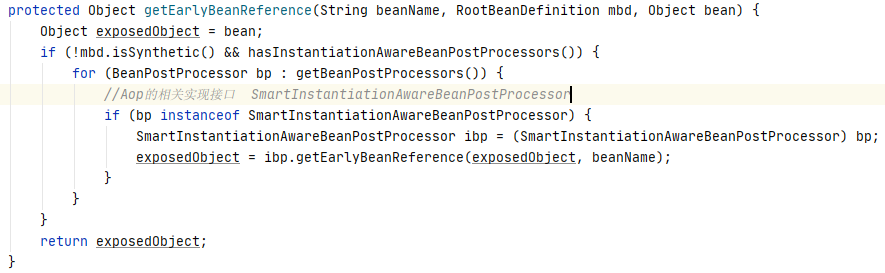 protected Object getEarlyBeanReference(String beanName, RootBeanDefinition mbd, Object bean) {
    Object exposedObject = bean;
    if (!mbd.isSynthetic() && hasInstantiationAwareBeanPostProcessors()) {
        for (BeanPostProcessor bp : getBeanPostProcessors()) {
            //Aop的相关实现接口  SmartInstantiationAwareBeanPostProcessor
            if (bp instanceof SmartInstantiationAwareBeanPostProcessor) {
                SmartInstantiationAwareBeanPostProcessor ibp = (SmartInstantiationAwareBeanPostProcessor) bp;
                exposedObject = ibp.getEarlyBeanReference(exposedObject, beanName);
            }
        }
    }
    return exposedObject;
}